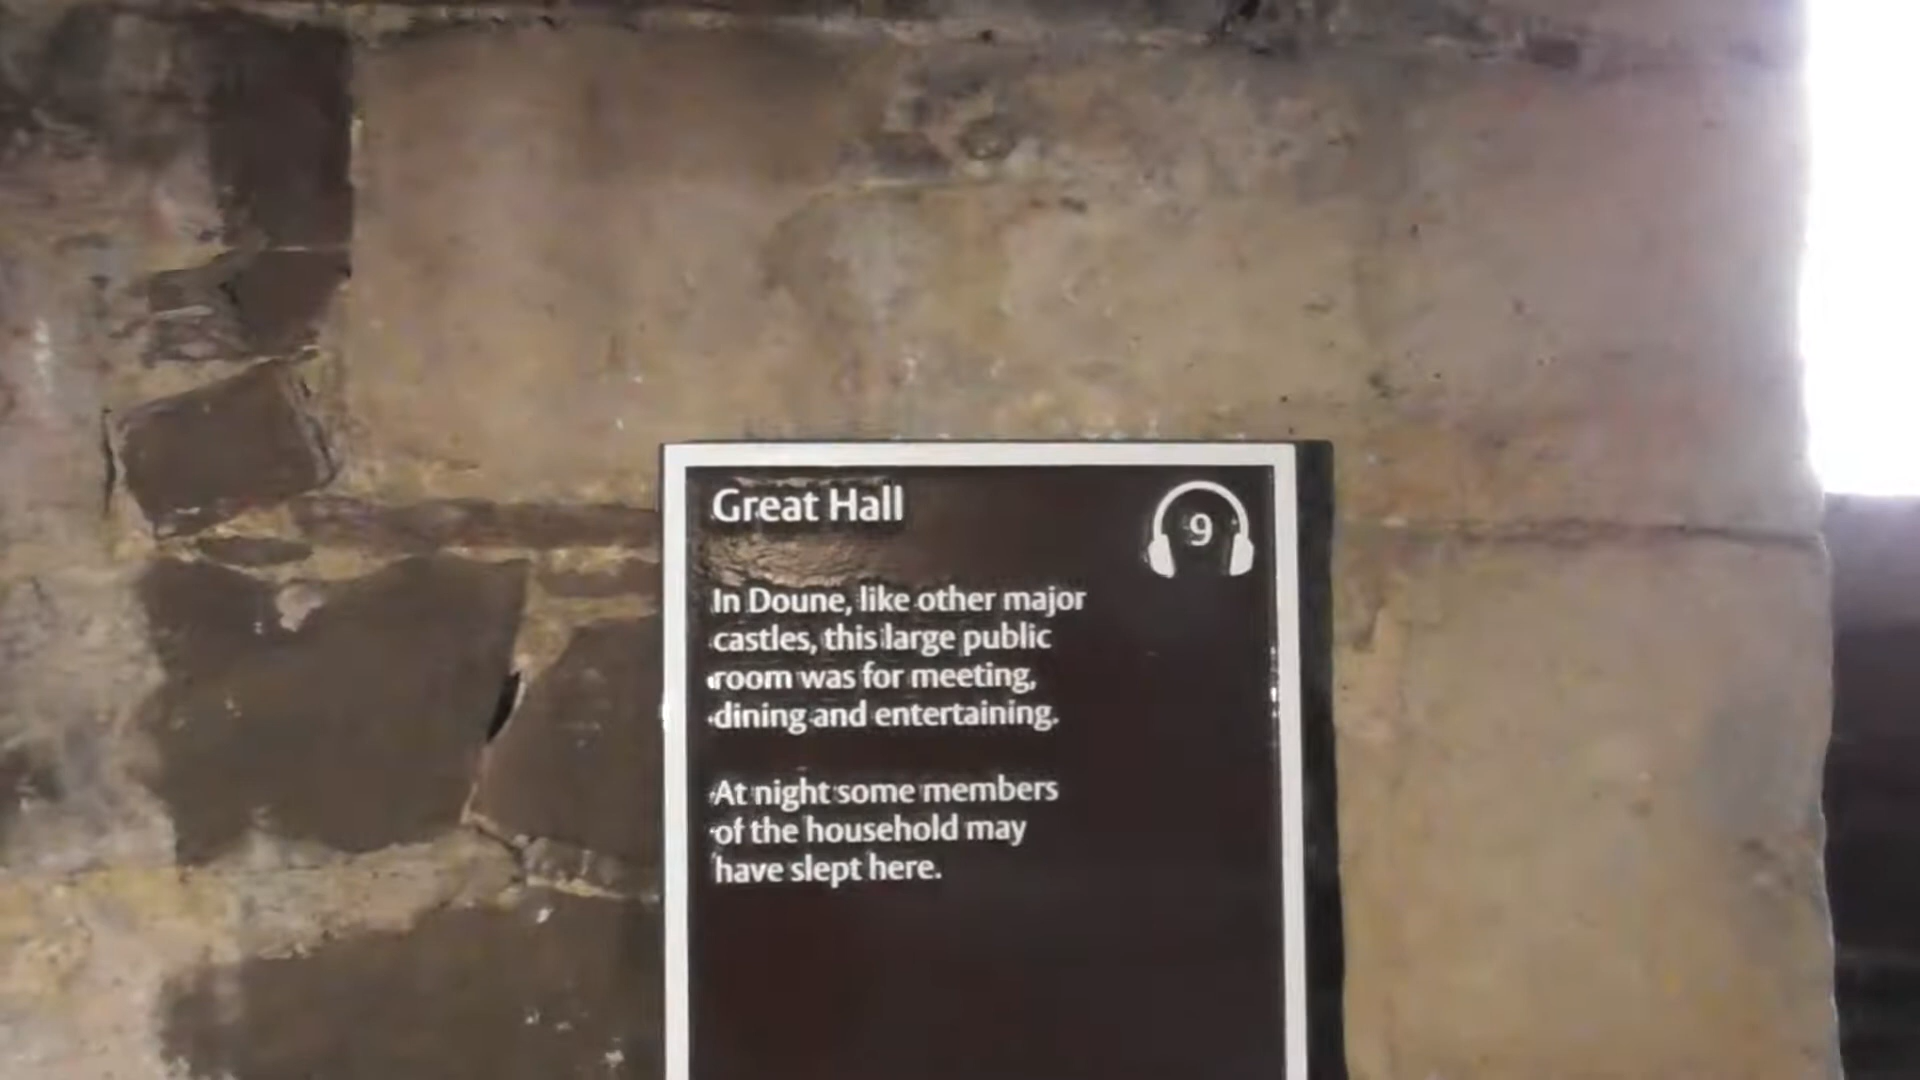 Great Hall
9
In Doune, like other major
castles, this large public
room was for meeting,
dining and entertaining.
At night some members
of the household may
have slept here.